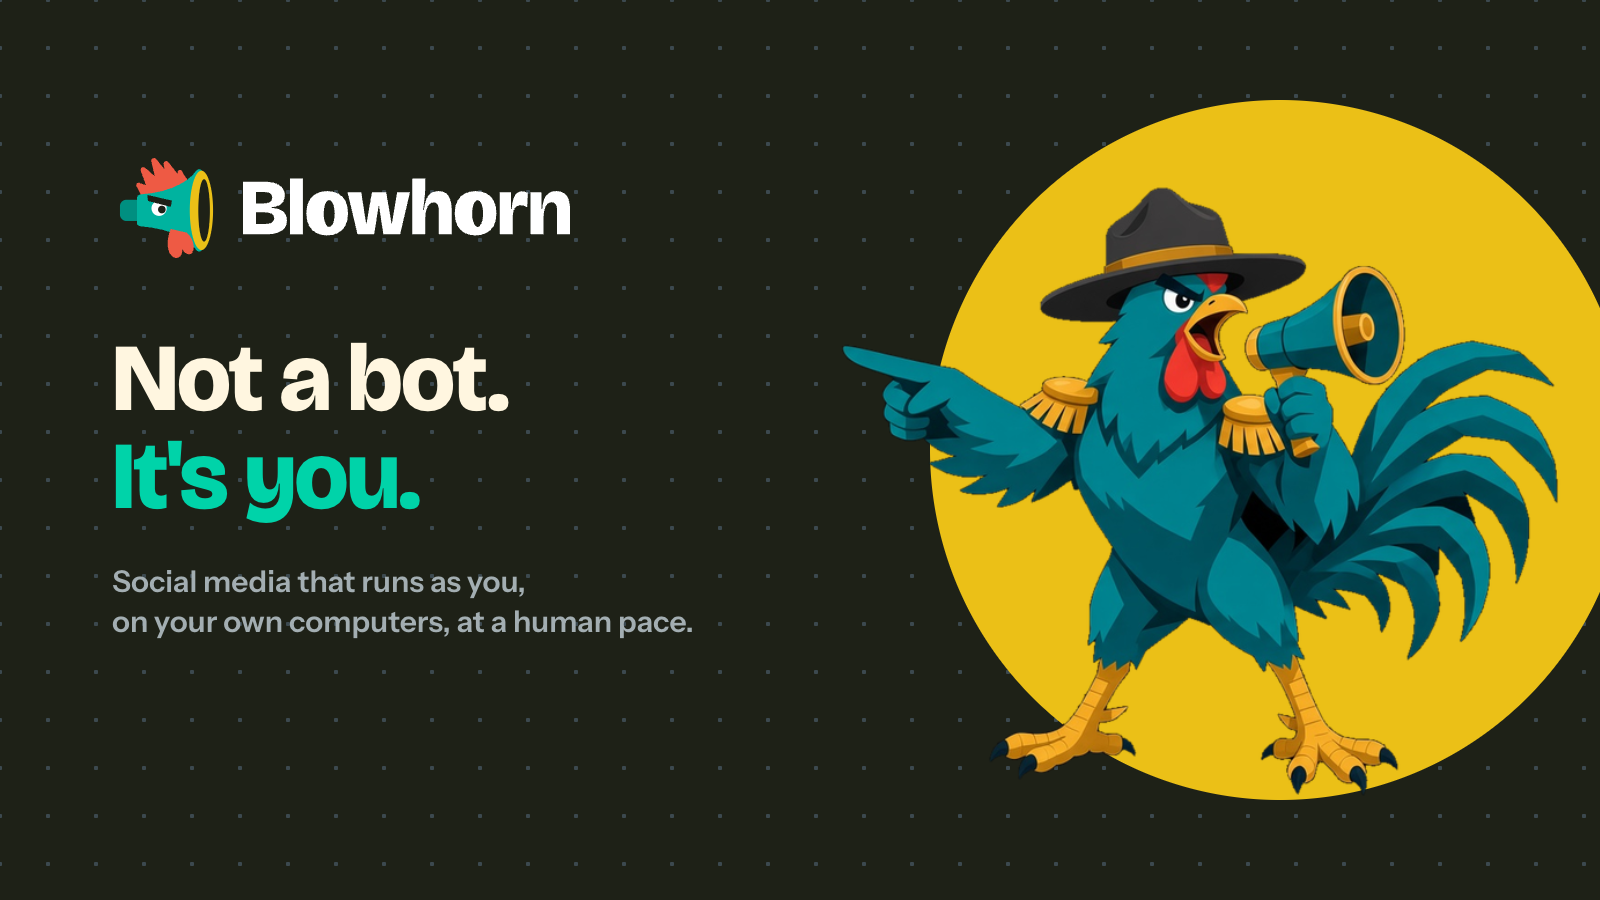 Blowhorn
Not a bot.
It's you.
Social media that runs as you,
on your own computers, at a human pace.